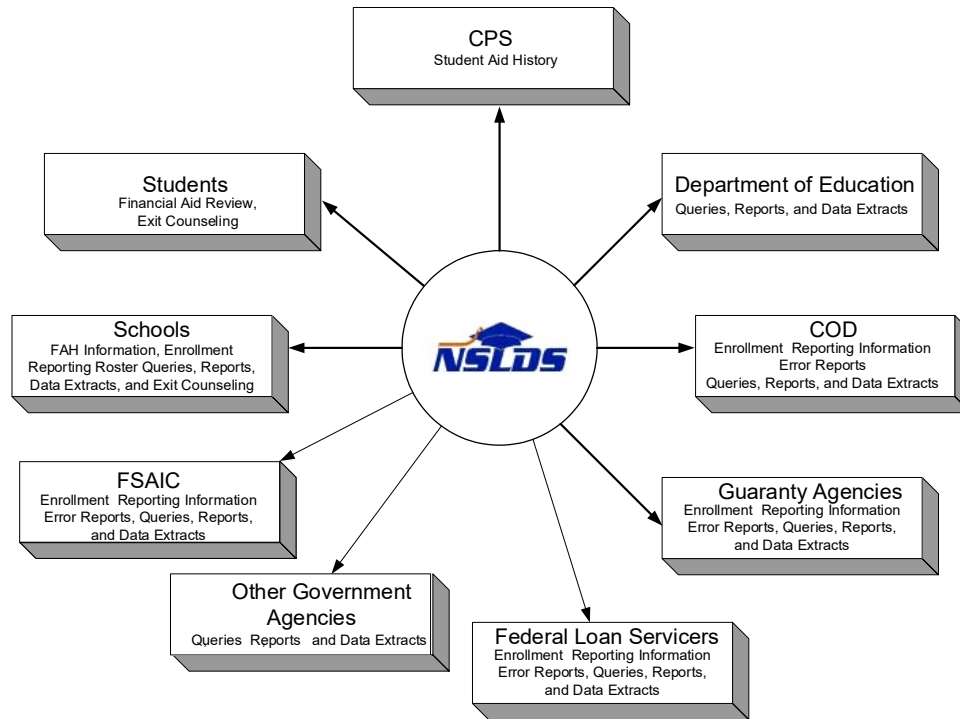 CPS
Student Aid History
Students
Financial Aid Review,
Exit Counseling
Department of Education
Queries, Reports, and Data Extracts
NSLDS
Schools
FAH Information, Enrollment
Reporting Roster Queries, Reports,
Data Extracts, and Exit Counseling
COD
Enrollment Reporting Information
Error Reports
Queries, Reports, and Data Extracts
FSAIC
Enrollment Reporting Information
Error Reports, Queries, Reports,
and Data Extracts
Guaranty Agencies
Enrollment Reporting Information
Error Reports, Queries, Reports,
and Data Extracts
Other Government
Agencies
Queries, Reports, and Data Extracts
Federal Loan Servicers
Enrollment Reporting Information
Error Reports, Queries, Reports,
and Data Extracts